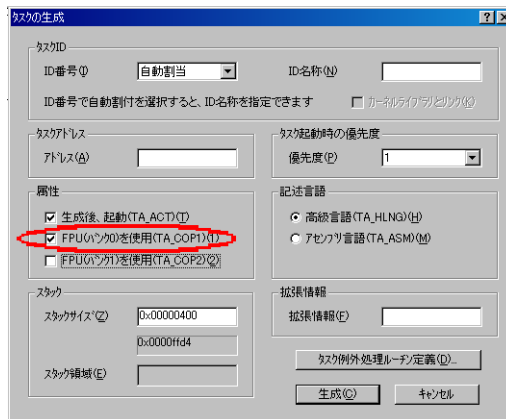 タスクの生成
タスクID
ID番号(I)
自動割当
ID名称(N)
ID番号で自動割付を選択すると、ID名称を指定できます
カーネルライブラリとリンク(K)
タスクアドレス
アドレス(A)
タスク起動時の優先度
優先度(P)
1
属性
生成後、起動(TA_ACT)(T)
FPU(バンク0)を使用(TA_COP1)(1)
FPU(バンク1)を使用(TA_COP2)(2)
記述言語
高級言語(TA_HLNG)(H)
アセンブリ言語(TA_ASM)(M)
スタック
スタックサイズ(Z)
0x00000400
0x0000ffd4
スタック領域(E)
拡張情報
拡張情報(F)
タスク例外処理ルーチン定義(D)...
生成(C)
キャンセル